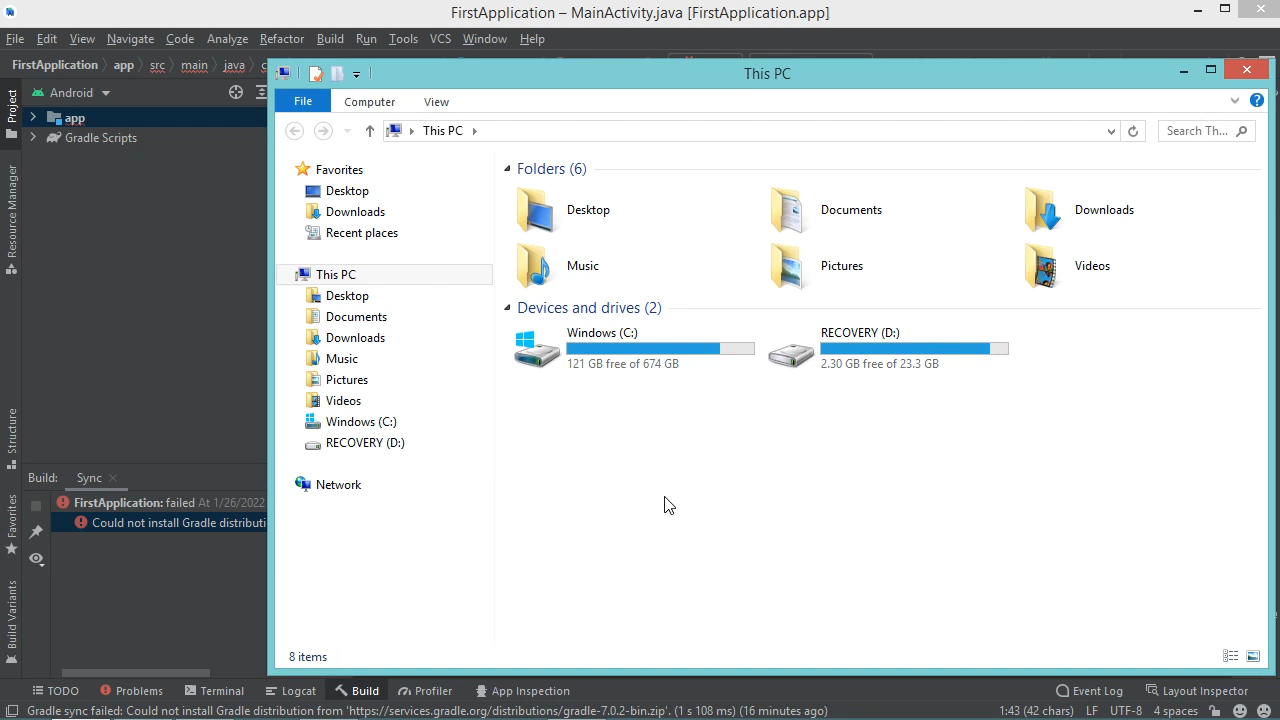 FirstApplication – MainActivity.java [FirstApplication.app]
File Edit View Navigate Code Analyze Refactor Build Run Tools VCS Window Help
FirstApplication app src main java
This PC
Android
File Computer View
app
Gradle Scripts
This PC
Search Th...
Favorites
Desktop
Downloads
Recent places
This PC
Desktop
Documents
Downloads
Music
Pictures
Videos
Windows (C:)
RECOVERY (D:)
Network
Folders (6)
Desktop Documents Downloads
Music Pictures Videos
Devices and drives (2)
Windows (C:)
121 GB free of 674 GB
RECOVERY (D:)
2.30 GB free of 23.3 GB
8 items
Project
Resource Manager
Structure
Favorites
Build Variants
Build: Sync
FirstApplication: failed At 1/26/2022
Could not install Gradle distributi
TODO Problems Terminal Logcat Build Profiler App Inspection Event Log Layout Inspector
Gradle sync failed: Could not install Gradle distribution from 'https://services.gradle.org/distributions/gradle-7.0.2-bin.zip'. (1 s 108 ms) (16 minutes ago) 1:43 (42 chars) LF UTF-8 4 spaces